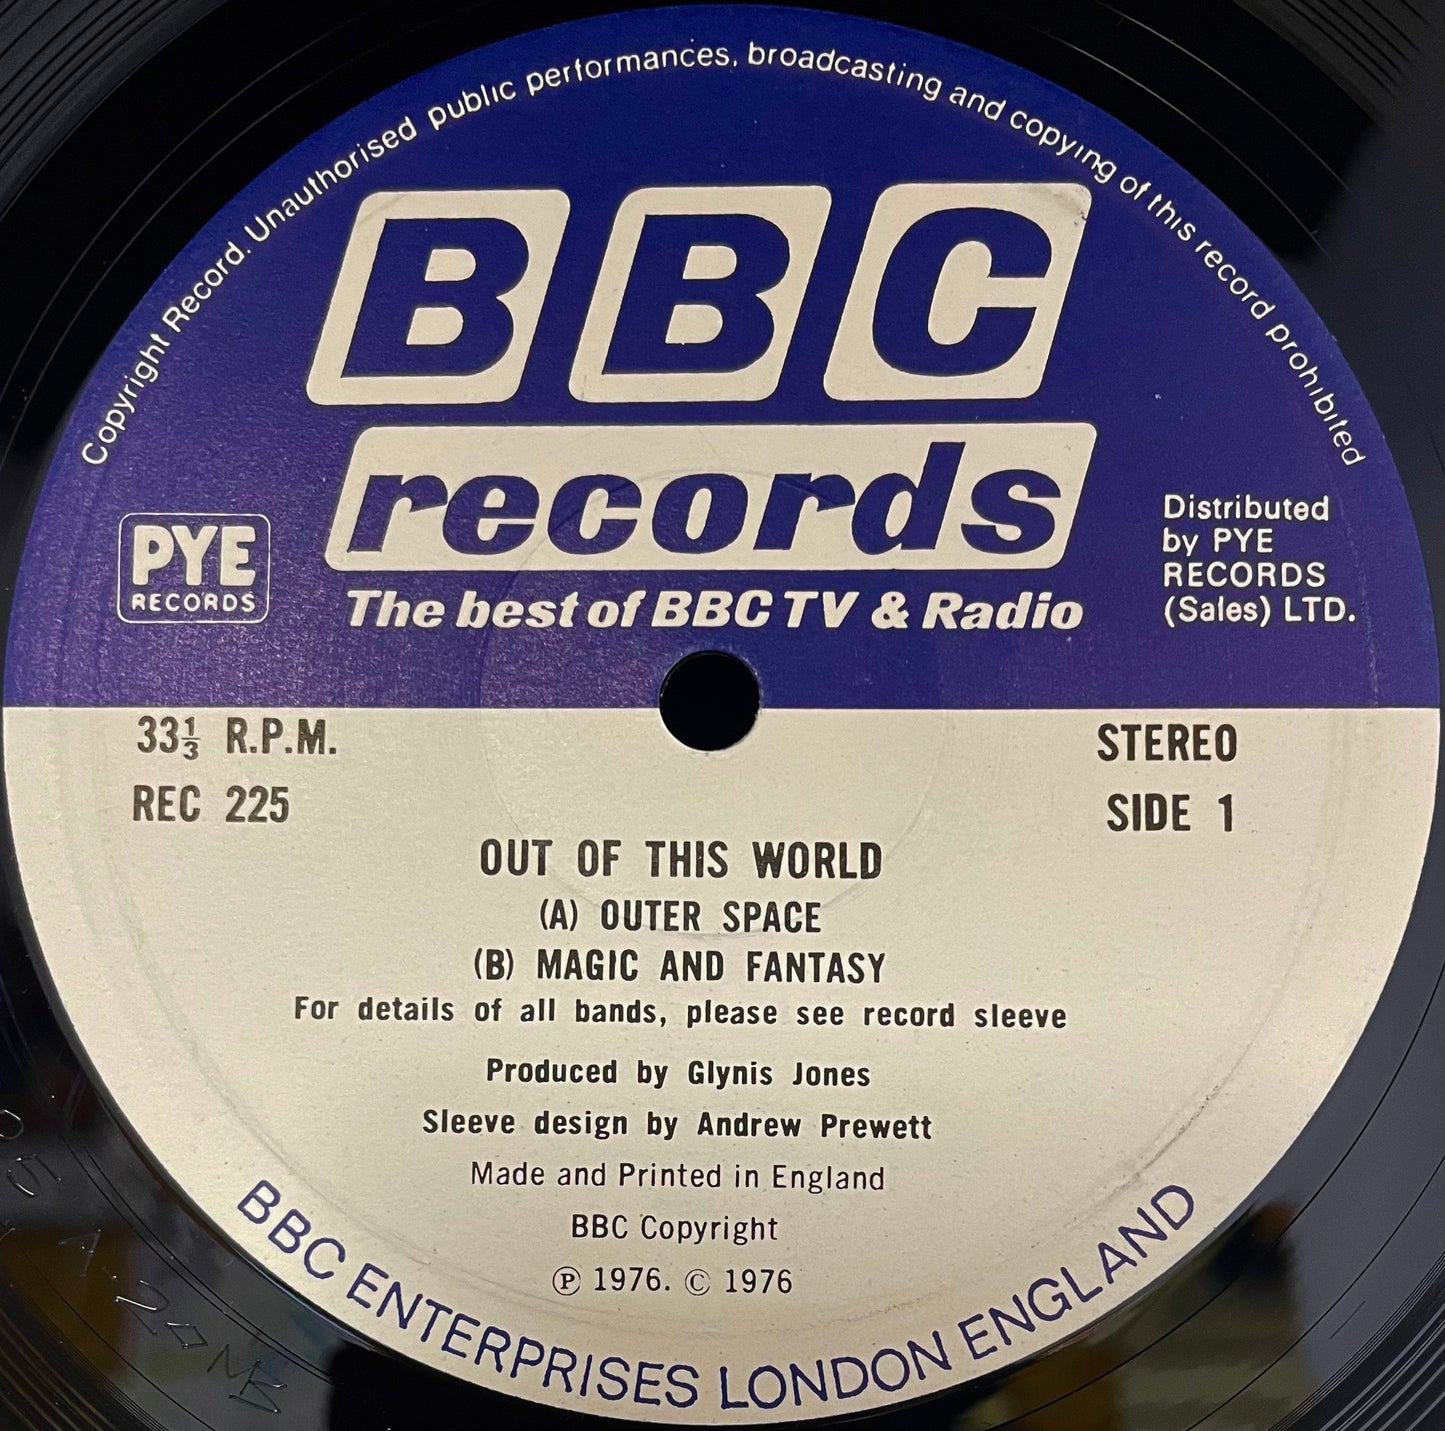 Copyright Record. Unauthorised public performances, broadcasting and copying of this record prohibited
BBC
records
The best of BBC TV & Radio
PYE
RECORDS
Distributed
by PYE
RECORDS
(Sales) LTD.
33⅓ R.P.M.
REC 225
STEREO
SIDE 1
OUT OF THIS WORLD
(A) OUTER SPACE
(B) MAGIC AND FANTASY
For details of all bands, please see record sleeve
Produced by Glynis Jones
Sleeve design by Andrew Prewett
Made and Printed in England
BBC Copyright
℗ 1976. © 1976
BBC ENTERPRISES LONDON ENGLAND